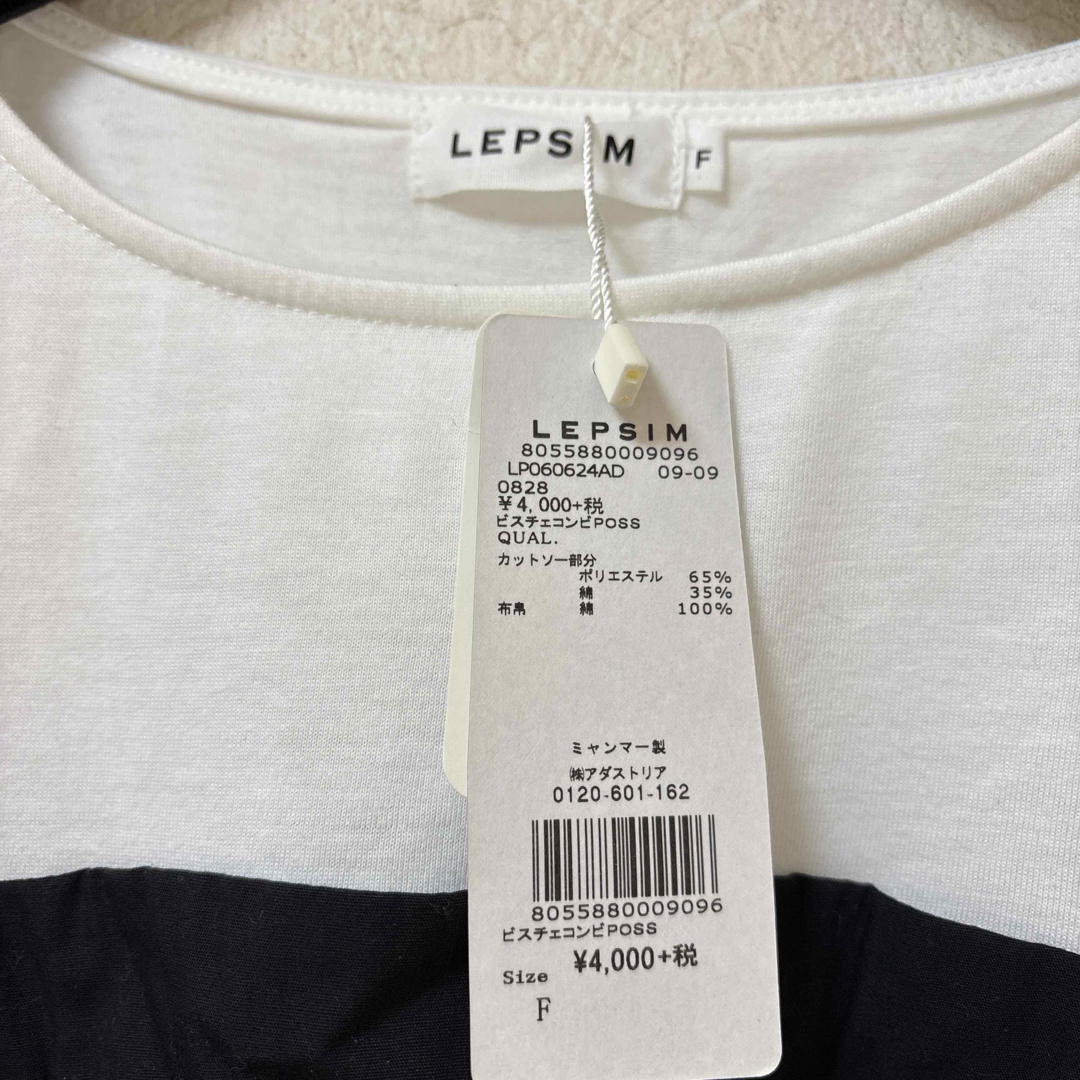 LEPSIM
F
LEPSIM
8055880009096
LP060624AD 09-09
0828
¥4,000+税
ビスチェコンビPOSS
QUAL.
カットソー部分
ポリエステル 65%
綿 35%
布帛 綿 100%
ミャンマー製
㈱アダストリア
0120-601-162
8055880009096
ビスチェコンビPOSS
¥4,000+税
Size
F